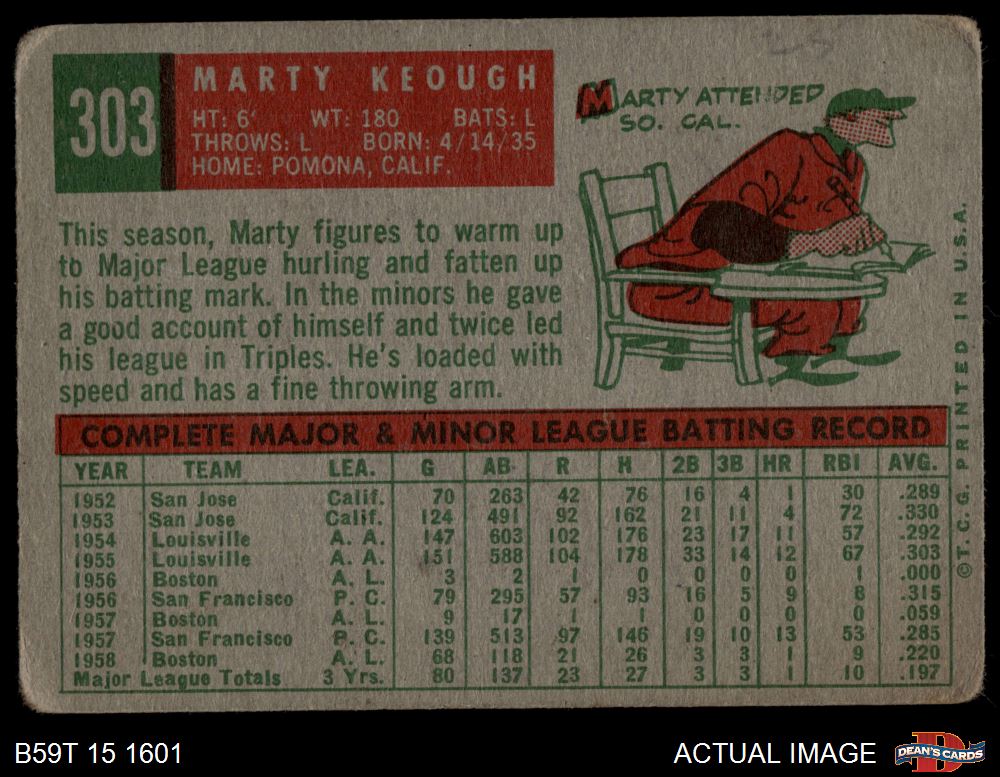 303
MARTY KEOUGH
HT: 6' WT: 180 BATS: L
THROWS: L BORN: 4/14/35
HOME: POMONA, CALIF.
MARTY ATTENDED
SO. CAL.
This season, Marty figures to warm up
to Major League hurling and fatten up
his batting mark. In the minors he gave
a good account of himself and twice led
his league in Triples. He's loaded with
speed and has a fine throwing arm.
COMPLETE MAJOR & MINOR LEAGUE BATTING RECORD
YEAR TEAM LEA. G AB R H 2B 3B HR RBI AVG.
1952 San Jose Calif. 70 263 42 76 16 4 1 30 .289
1953 San Jose Calif. 124 491 92 162 21 11 4 72 .330
1954 Louisville A. A. 147 603 102 176 23 17 11 57 .292
1955 Louisville A. A. 151 588 104 178 33 14 12 67 .303
1956 Boston A. L. 3 2 1 0 0 0 0 1 .000
1956 San Francisco P. C. 79 295 57 93 16 5 9 8 .315
1957 Boston A. L. 9 17 1 1 0 0 0 0 .059
1957 San Francisco P. C. 139 513 97 146 19 10 13 53 .285
1958 Boston A. L. 68 118 21 26 3 3 1 9 .220
Major League Totals 3 Yrs. 80 137 23 27 3 3 1 10 .197
©T.C.G. PRINTED IN U.S.A.
B59T 15 1601
ACTUAL IMAGE
D
DEAN'S CARDS